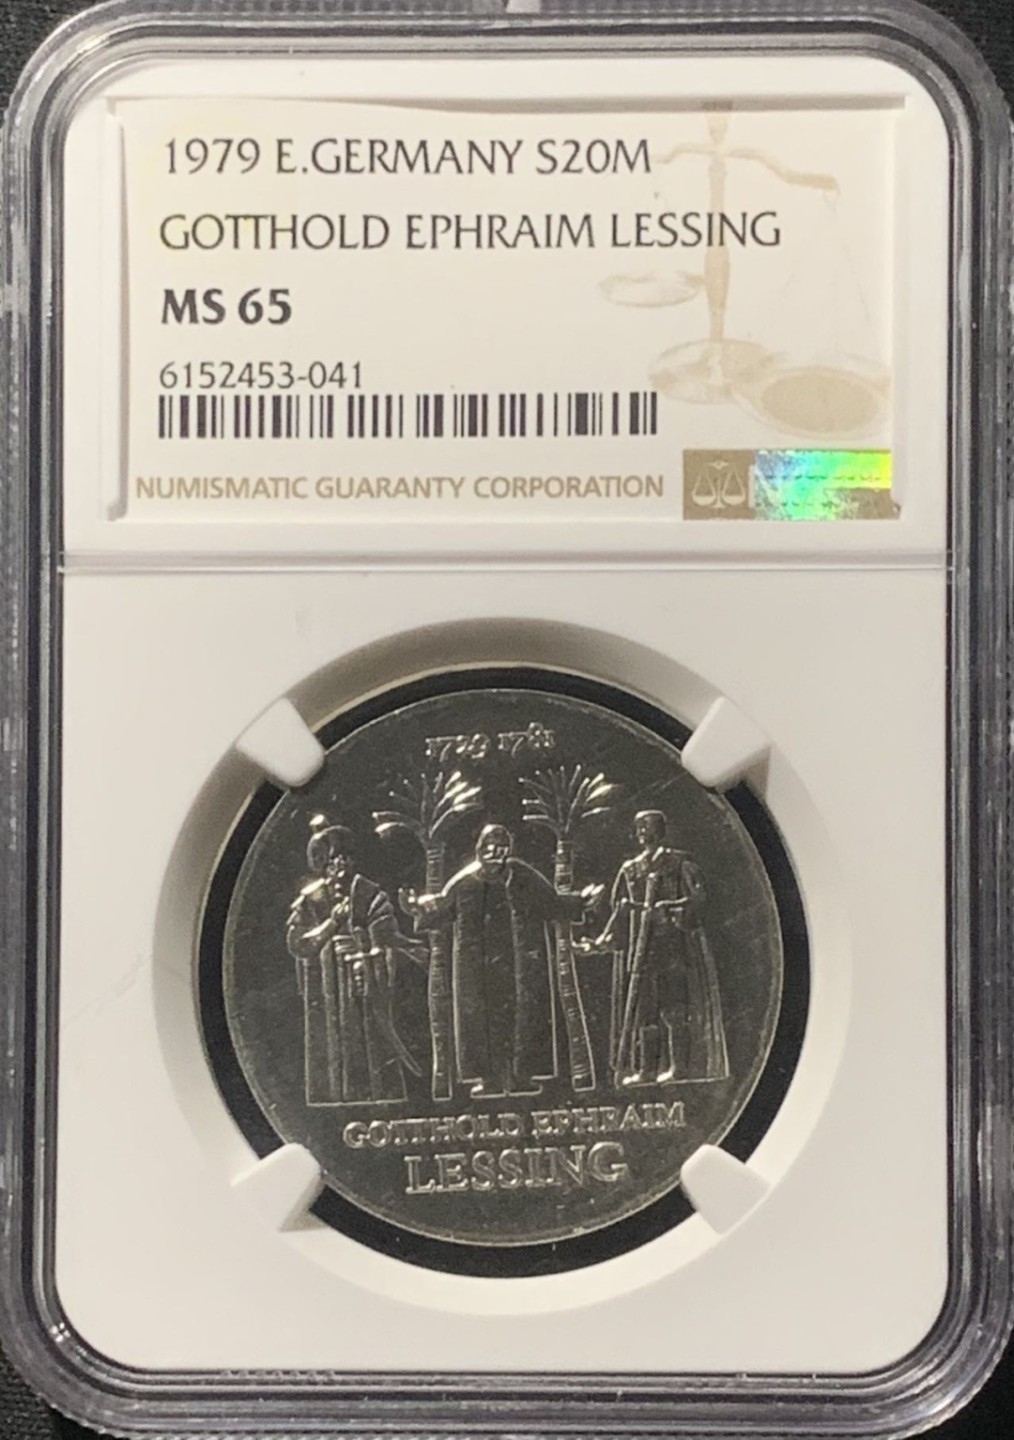 1979 E.GERMANY S20M
GOTTHOLD EPHRAIM LESSING
MS 65
6152453-041
NUMISMATIC GUARANTY CORPORATION
1729 1781
GOTTHOLD EPHRAIM
LESSING